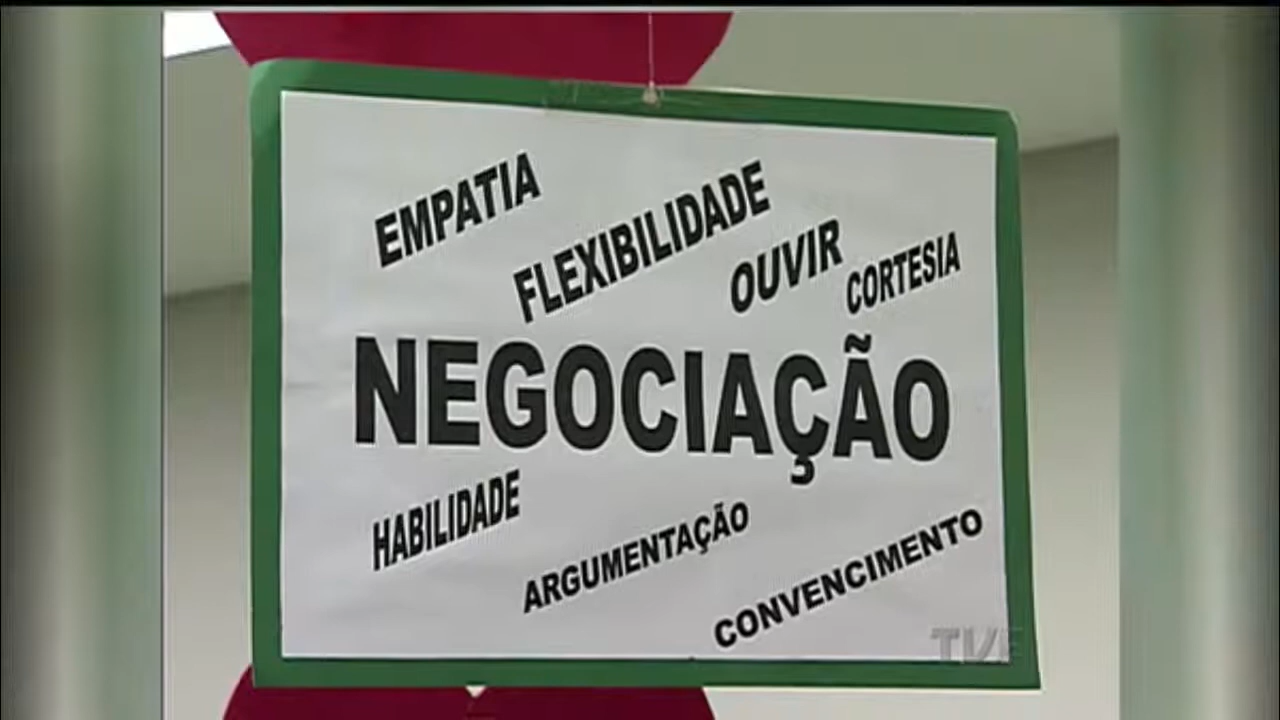 EMPATIA
FLEXIBILIDADE
OUVIR
CORTESIA
NEGOCIAÇÃO
HABILIDADE
ARGUMENTAÇÃO
CONVENCIMENTO
TVE